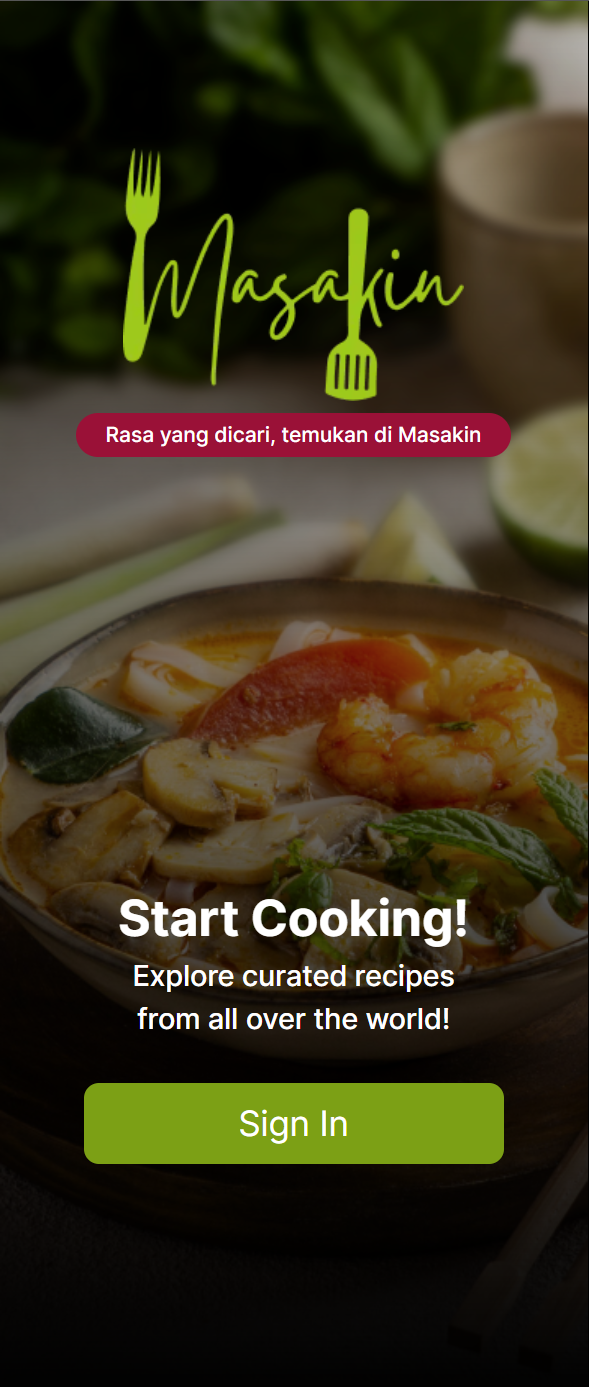 Masakin
Rasa yang dicari, temukan di Masakin
Start Cooking!
Explore curated recipes
from all over the world!
Sign In